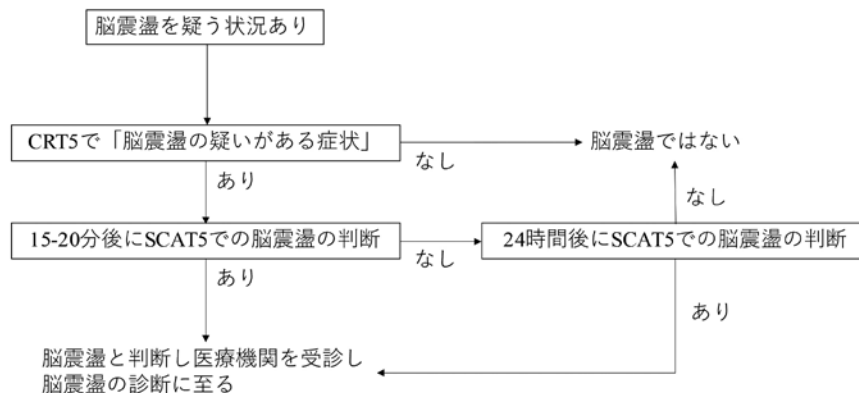 脳震盪を疑う状況あり
CRT5で「脳震盪の疑いがある症状」
なし
脳震盪ではない
あり
なし
15-20分後にSCAT5での脳震盪の判断
なし
24時間後にSCAT5での脳震盪の判断
あり
あり
脳震盪と判断し医療機関を受診し
脳震盪の診断に至る